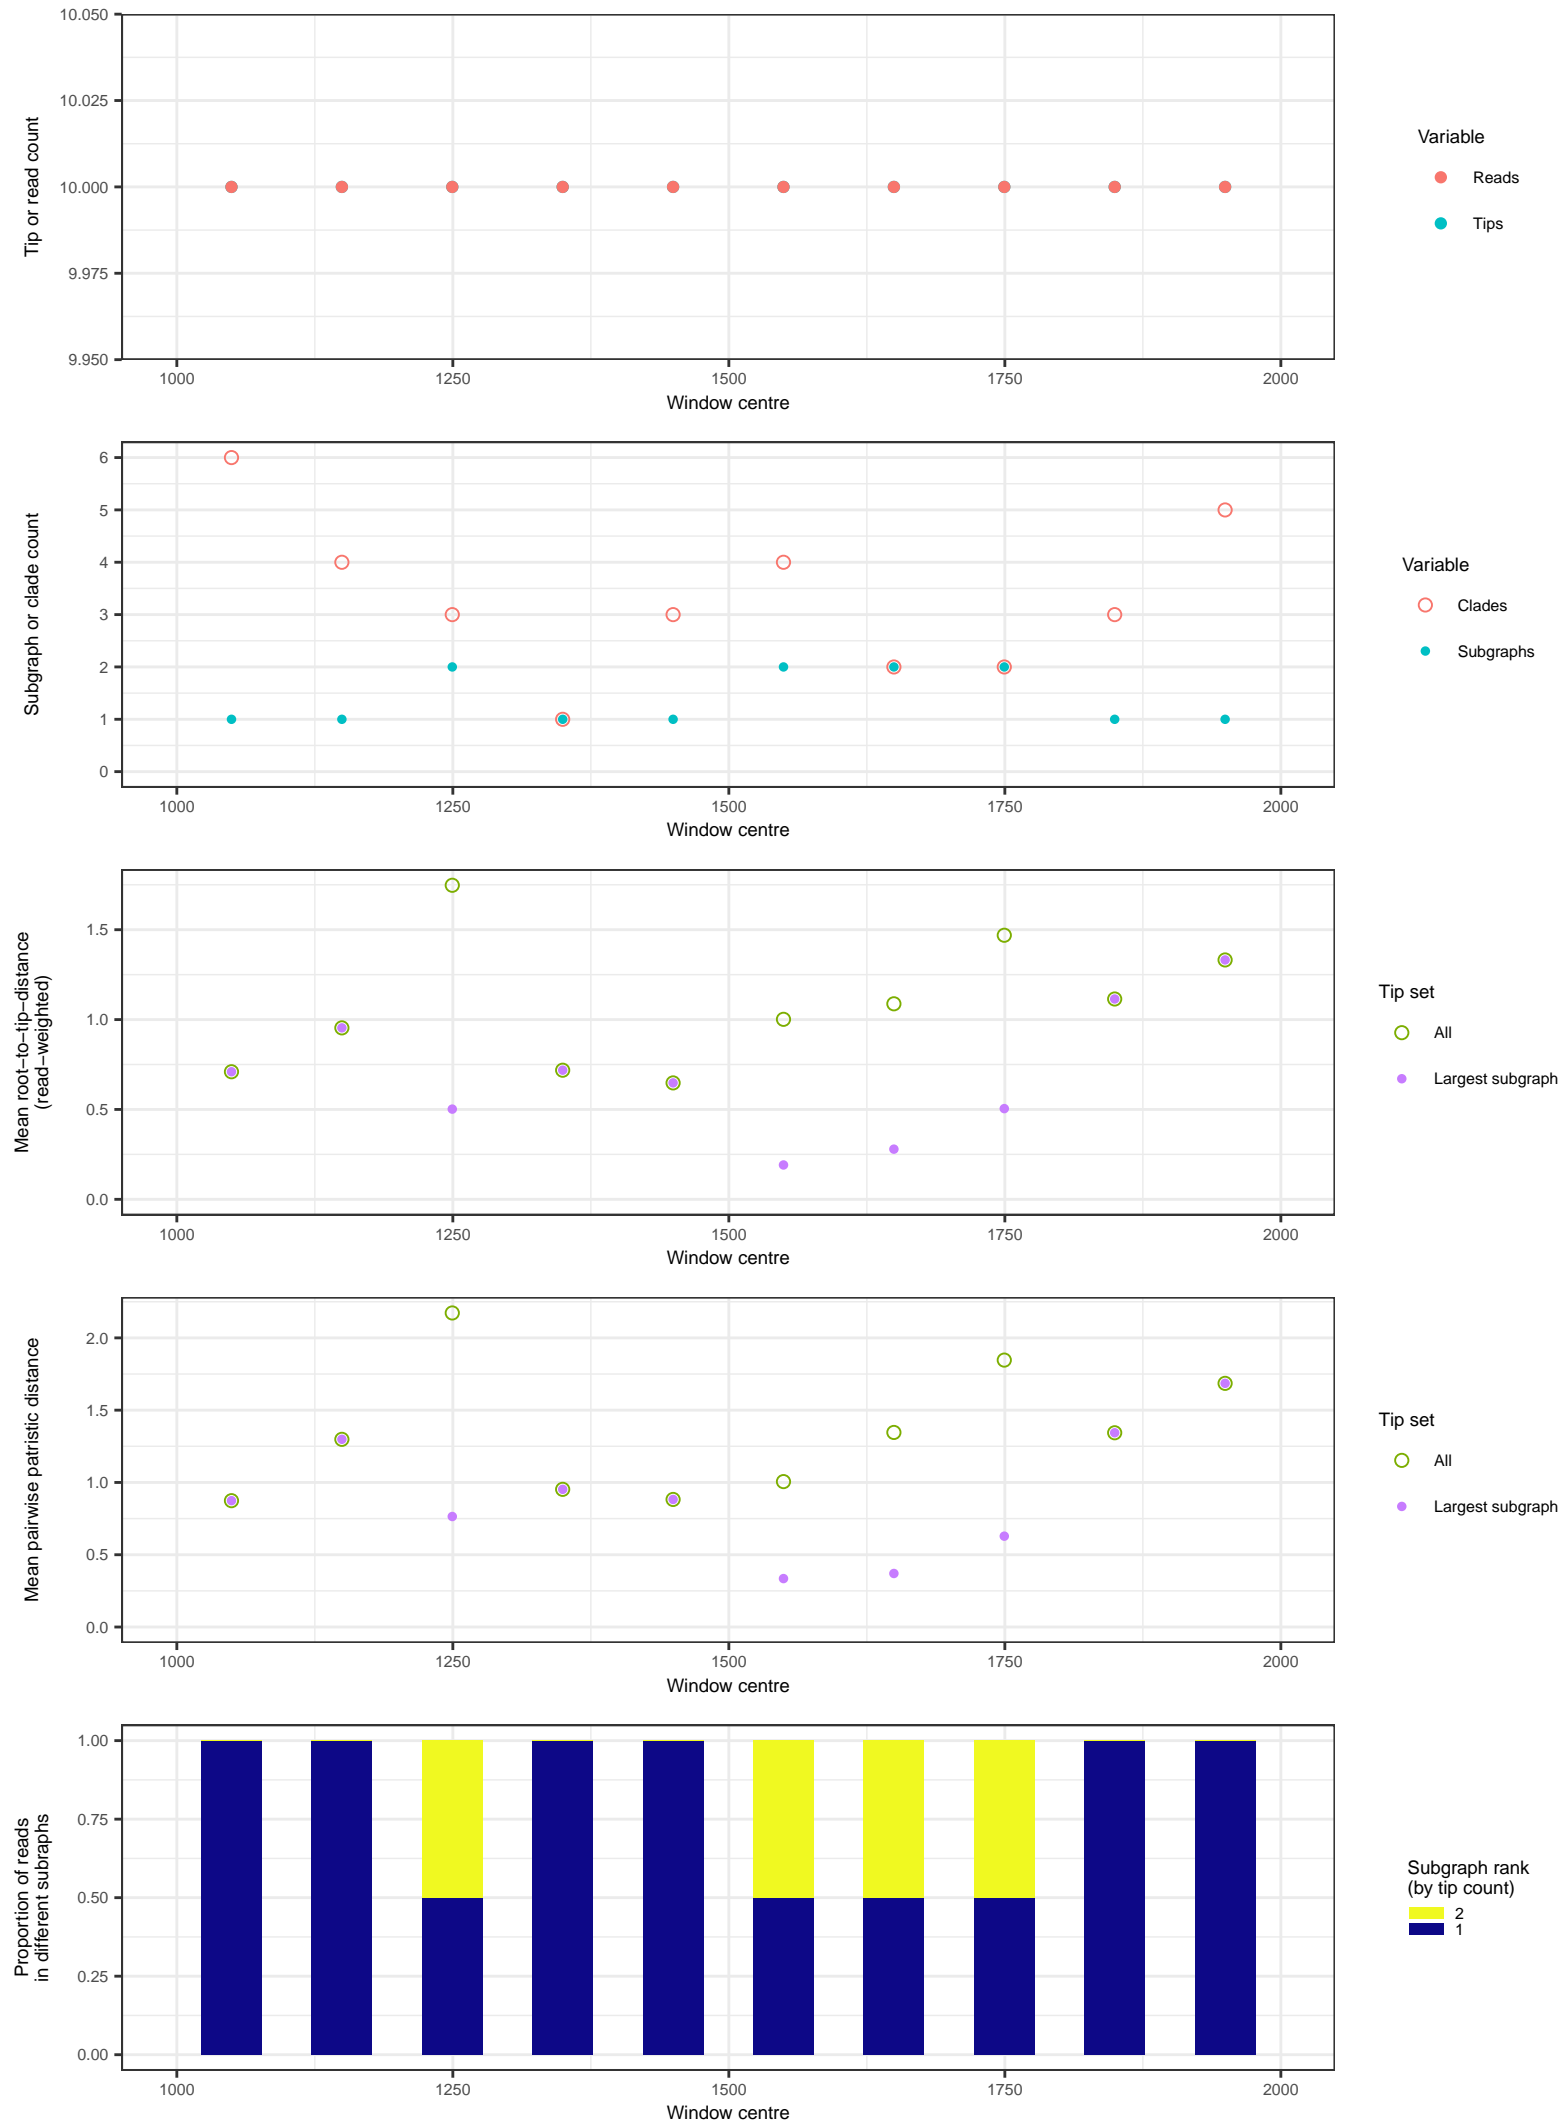 10.050
10.025
10.000
9.975
9.950
Tip or read count
1000 1250 1500 1750 2000
Window centre
Variable
Reads
Tips
6
5
4
3
2
1
0
Subgraph or clade count
1000 1250 1500 1750 2000
Window centre
Variable
Clades
Subgraphs
1.5
1.0
0.5
0.0
Mean root−to−tip−distance
(read−weighted)
1000 1250 1500 1750 2000
Window centre
Tip set
All
Largest subgraph
2.0
1.5
1.0
0.5
0.0
Mean pairwise patristic distance
1000 1250 1500 1750 2000
Window centre
Tip set
All
Largest subgraph
1.00
0.75
0.50
0.25
0.00
Proportion of reads
in different subraphs
1000 1250 1500 1750 2000
Window centre
Subgraph rank
(by tip count)
2
1